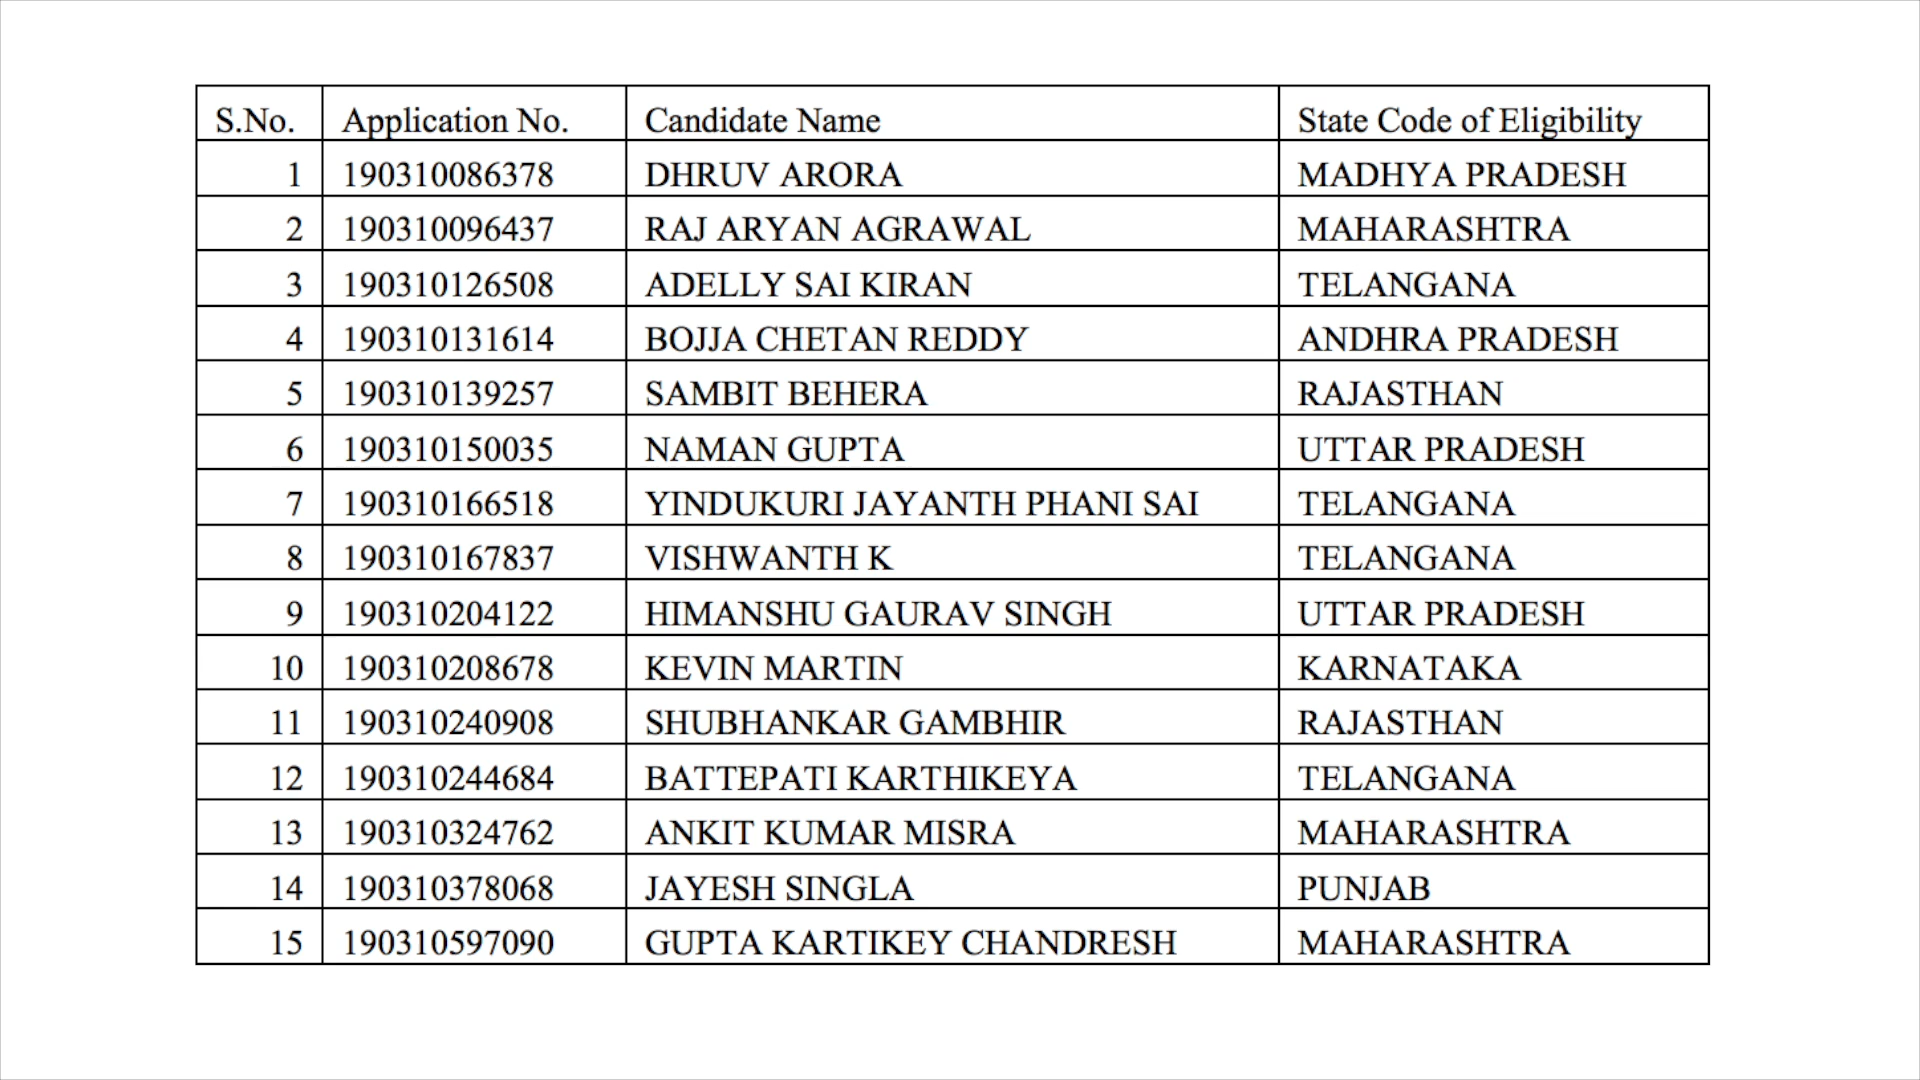 S.No. Application No. Candidate Name State Code of Eligibility
1 190310086378 DHRUV ARORA MADHYA PRADESH
2 190310096437 RAJ ARYAN AGRAWAL MAHARASHTRA
3 190310126508 ADELLY SAI KIRAN TELANGANA
4 190310131614 BOJJA CHETAN REDDY ANDHRA PRADESH
5 190310139257 SAMBIT BEHERA RAJASTHAN
6 190310150035 NAMAN GUPTA UTTAR PRADESH
7 190310166518 YINDUKURI JAYANTH PHANI SAI TELANGANA
8 190310167837 VISHWANTH K TELANGANA
9 190310204122 HIMANSHU GAURAV SINGH UTTAR PRADESH
10 190310208678 KEVIN MARTIN KARNATAKA
11 190310240908 SHUBHANKAR GAMBHIR RAJASTHAN
12 190310244684 BATTEPATI KARTHIKEYA TELANGANA
13 190310324762 ANKIT KUMAR MISRA MAHARASHTRA
14 190310378068 JAYESH SINGLA PUNJAB
15 190310597090 GUPTA KARTIKEY CHANDRESH MAHARASHTRA